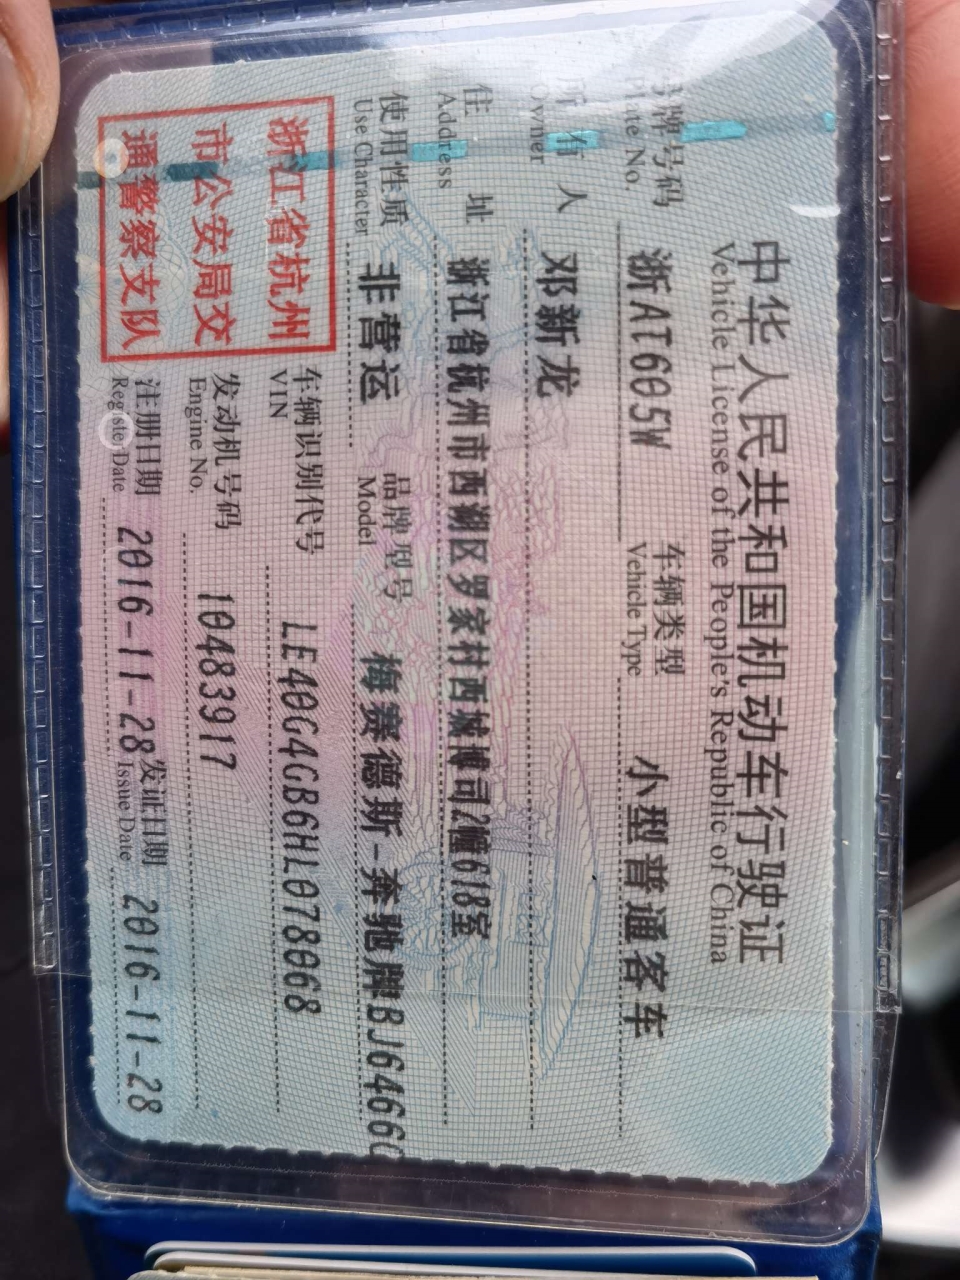 中华人民共和国机动车行驶证
Vehicle License of the People's Republic of China
号牌号码 浙AT605W 车辆类型 小型普通客车
Plate No. Vehicle Type
所有人 邓新龙
Owner
住址 浙江省杭州市西湖区罗家村西城博司2幢618室
Address
使用性质 非营运 品牌型号 梅赛德斯-奔驰牌BJ6466
Use Character Model
浙江省杭州
市公安局交
通警察支队
车辆识别代号 LE40G4GB6HL078068
VIN
发动机号码 10483917
Engine No.
注册日期 2016-11-28 发证日期 2016-11-28
Register Date Issue Date